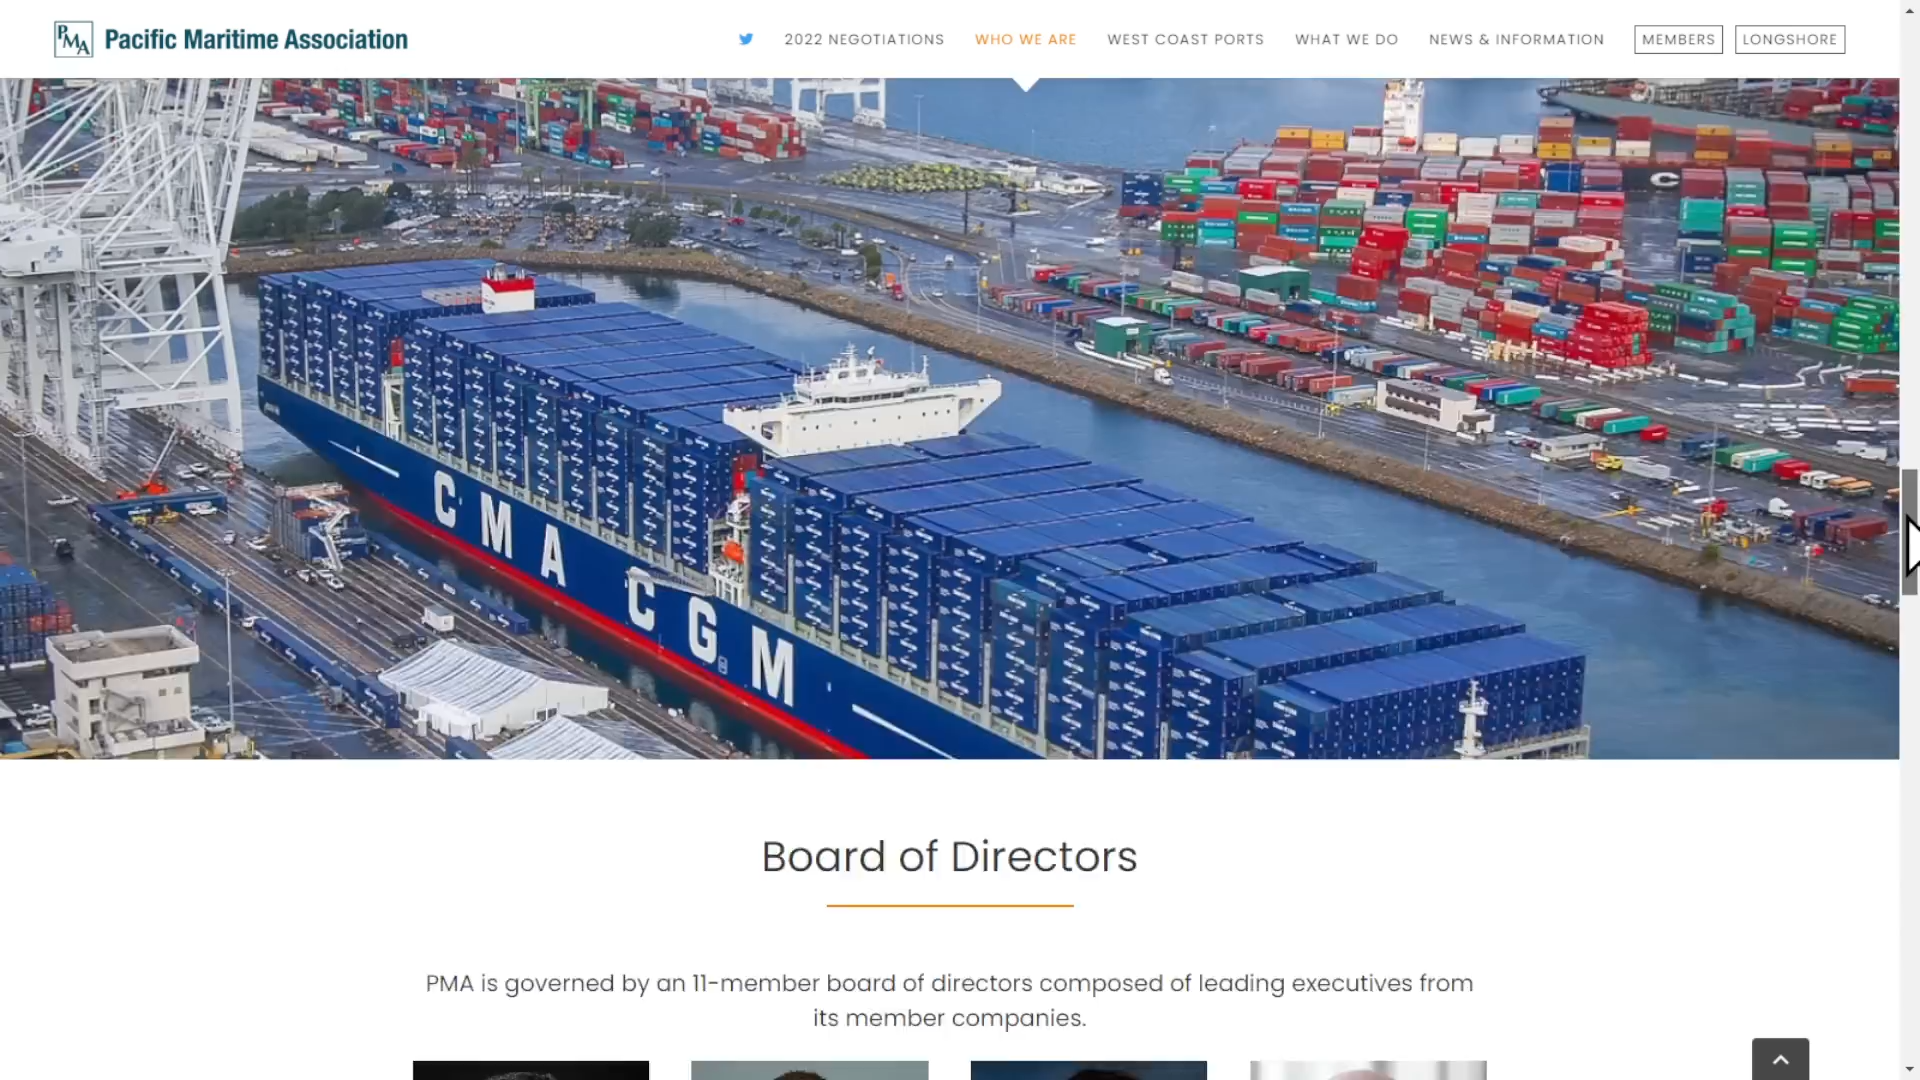 PMA Pacific Maritime Association
2022 NEGOTIATIONS WHO WE ARE WEST COAST PORTS WHAT WE DO NEWS & INFORMATION MEMBERS LONGSHORE
CMA CGM
Board of Directors
PMA is governed by an 11-member board of directors composed of leading executives from
its member companies.